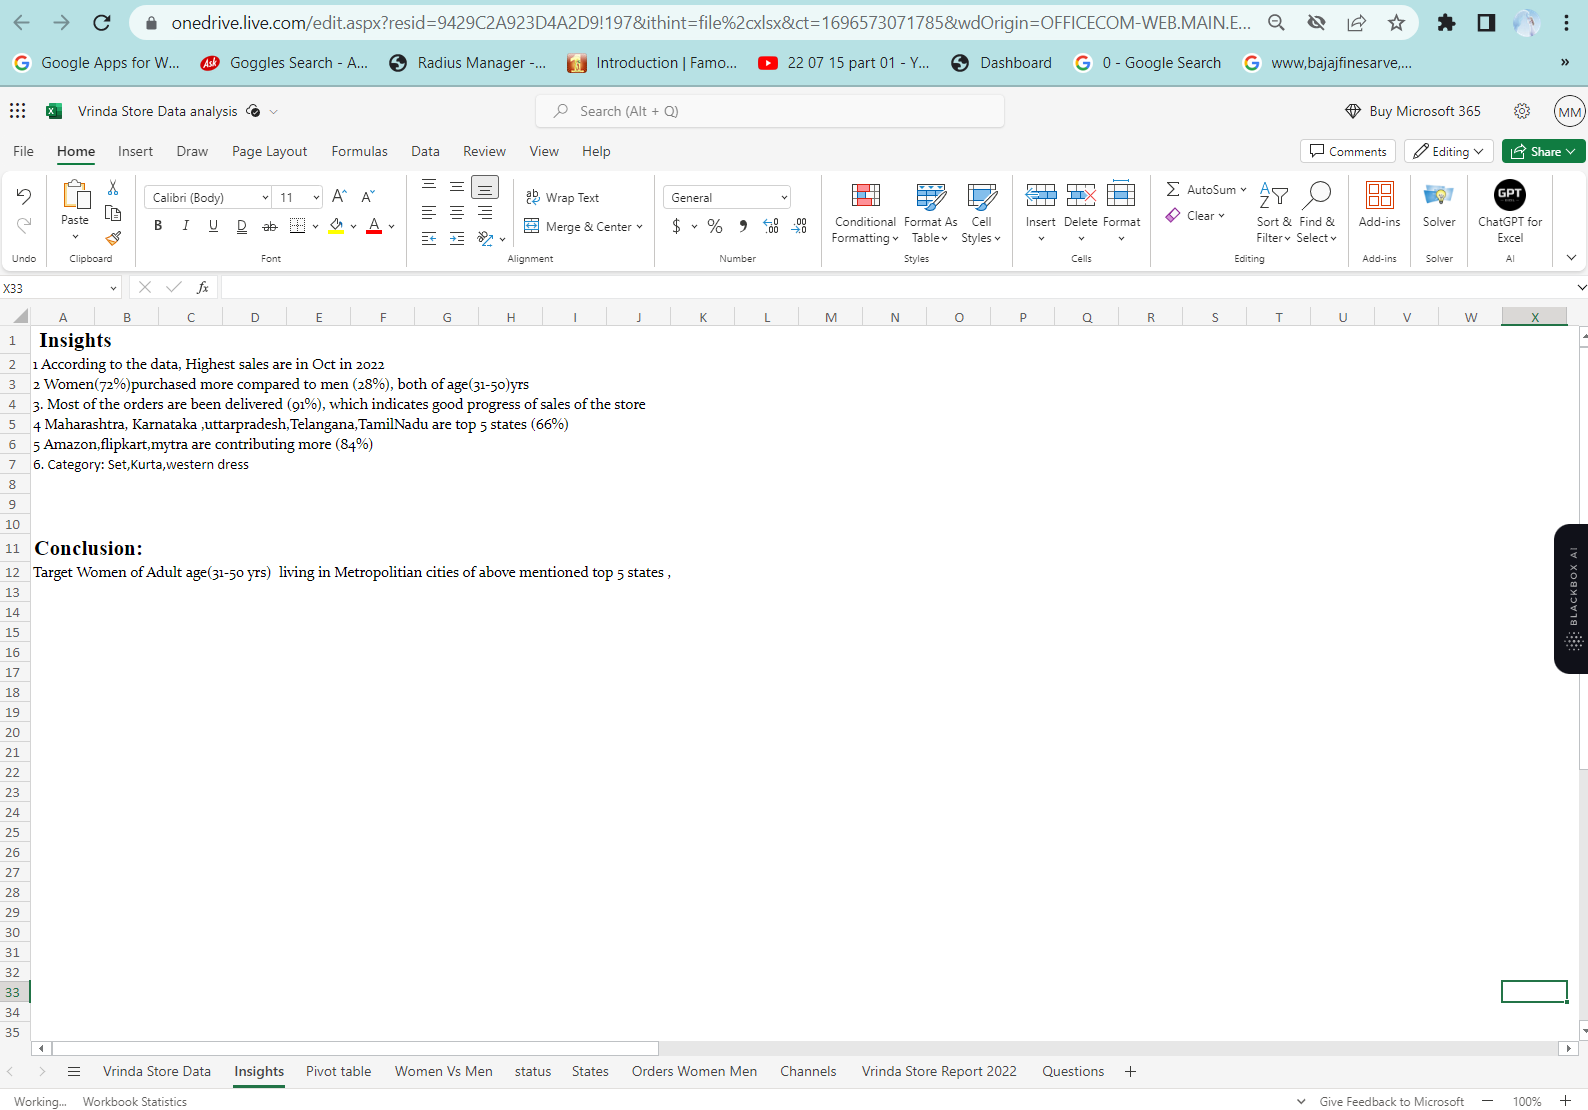 onedrive.live.com/edit.aspx?resid=9429C2A923D4A2D9!197&ithint=file%2cxlsx&ct=1696573071785&wdOrigin=OFFICECOM-WEB.MAIN.E...
Google Apps for W... Ask Goggles Search - A... Radius Manager -... Introduction | Famo... 22 07 15 part 01 - Y... Dashboard 0 - Google Search www,bajajfinesarve,... »
Vrinda Store Data analysis Search (Alt + Q) Buy Microsoft 365 MM
File Home Insert Draw Page Layout Formulas Data Review View Help Comments Editing Share
Paste Calibri (Body) 11 A A Wrap Text General AutoSum Conditional Formatting Format As Table Cell Styles Insert Delete Format Clear Sort & Filter Find & Select Add-ins Solver GPT ChatGPT for Excel
B I U D ab A Merge & Center $ % 9 .00 .00
Undo Clipboard Font Alignment Number Styles Cells Editing Add-ins Solver AI
X33 fx
A B C D E F G H I J K L M N O P Q R S T U V W X
1 Insights
2 1 According to the data, Highest sales are in Oct in 2022
3 2 Women(72%)purchased more compared to men (28%), both of age(31-50)yrs
4 3. Most of the orders are been delivered (91%), which indicates good progress of sales of the store
5 4 Maharashtra, Karnataka ,uttarpradesh,Telangana,TamilNadu are top 5 states (66%)
6 5 Amazon,flipkart,mytra are contributing more (84%)
7 6. Category: Set,Kurta,western dress
8
9
10
11 Conclusion:
12 Target Women of Adult age(31-50 yrs)  living in Metropolitian cities of above mentioned top 5 states ,
13
14
15
16
17
18
19
20
21
22
23
24
25
26
27
28
29
30
31
32
33
34
35
BLACKBOX AI
Vrinda Store Data Insights Pivot table Women Vs Men status States Orders Women Men Channels Vrinda Store Report 2022 Questions +
Working... Workbook Statistics Give Feedback to Microsoft — 100% +